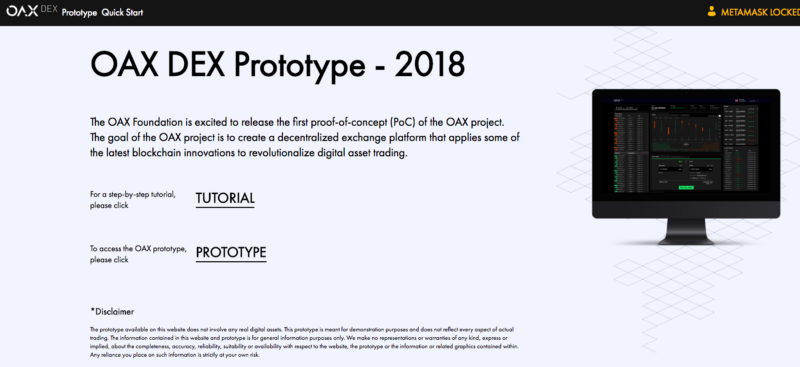 OAX DEX Prototype Quick Start METAMASK LOCKED
OAX DEX Prototype - 2018
The OAX Foundation is excited to release the first proof-of-concept (PoC) of the OAX project.
The goal of the OAX project is to create a decentralized exchange platform that applies some of
the latest blockchain innovations to revolutionalize digital asset trading.
For a step-by-step tutorial,
please click
TUTORIAL
To access the OAX prototype,
please click
PROTOTYPE
*Disclaimer
The prototype available on this website does not involve any real digital assets. This prototype is meant for demonstration purposes and does not reflect every aspect of actual
trading. The information contained in this website and prototype is for general information purposes only. We make no representations or warranties of any kind, express or
implied, about the completeness, accuracy, reliability, suitability or availability with respect to the website, the prototype or the information or related graphics contained within.
Any reliance you place on such information is strictly at your own risk.